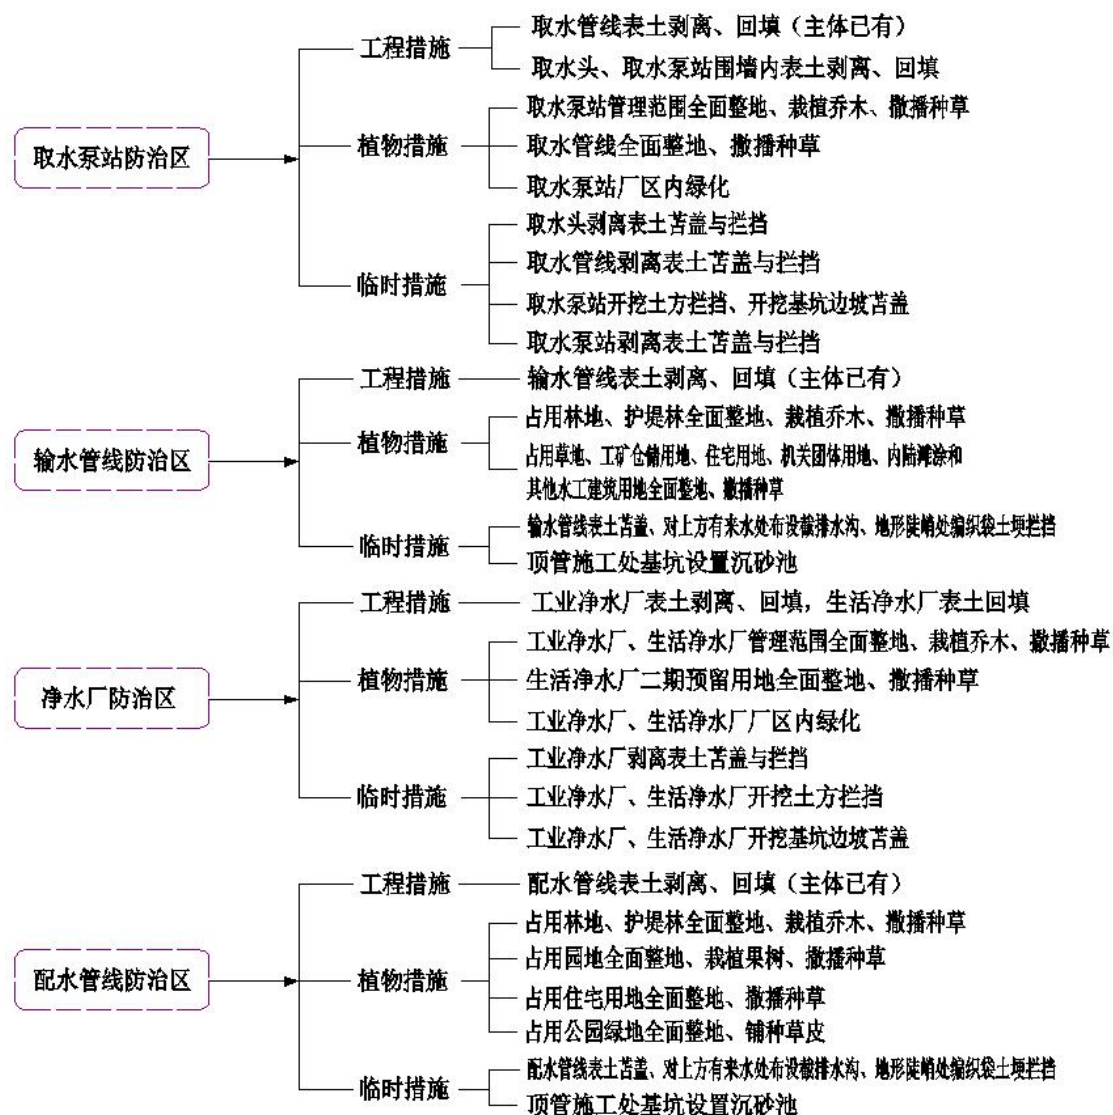 取水泵站防治区
工程措施
取水管线表土剥离、回填（主体已有）
取水头、取水泵站围墙内表土剥离、回填
植物措施
取水泵站管理范围全面整地、栽植乔木、撒播种草
取水管线全面整地、撒播种草
取水泵站厂区内绿化
临时措施
取水头剥离表土苫盖与拦挡
取水管线剥离表土苫盖与拦挡
取水泵站开挖土方拦挡、开挖基坑边坡苫盖
取水泵站剥离表土苫盖与拦挡
输水管线防治区
工程措施
输水管线表土剥离、回填（主体已有）
植物措施
占用林地、护堤林全面整地、栽植乔木、撒播种草
占用草地、工矿仓储用地、住宅用地、机关团体用地、内陆滩涂和
其他水工建筑用地全面整地、撒播种草
临时措施
输水管线表土苫盖、对上方有来水处布设截排水沟、地形陡峭处编织袋土埂拦挡
顶管施工处基坑设置沉砂池
净水厂防治区
工程措施
工业净水厂表土剥离、回填，生活净水厂表土回填
植物措施
工业净水厂、生活净水厂管理范围全面整地、栽植乔木、撒播种草
生活净水厂二期预留用地全面整地、撒播种草
工业净水厂、生活净水厂厂区内绿化
临时措施
工业净水厂剥离表土苫盖与拦挡
工业净水厂、生活净水厂开挖土方拦挡
工业净水厂、生活净水厂开挖基坑边坡苫盖
配水管线防治区
工程措施
配水管线表土剥离、回填（主体已有）
植物措施
占用林地、护堤林全面整地、栽植乔木、撒播种草
占用园地全面整地、栽植果树、撒播种草
占用住宅用地全面整地、撒播种草
占用公园绿地全面整地、铺种草皮
临时措施
配水管线表土苫盖、对上方有来水处布设截排水沟、地形陡峭处编织袋土埂拦挡
顶管施工处基坑设置沉砂池